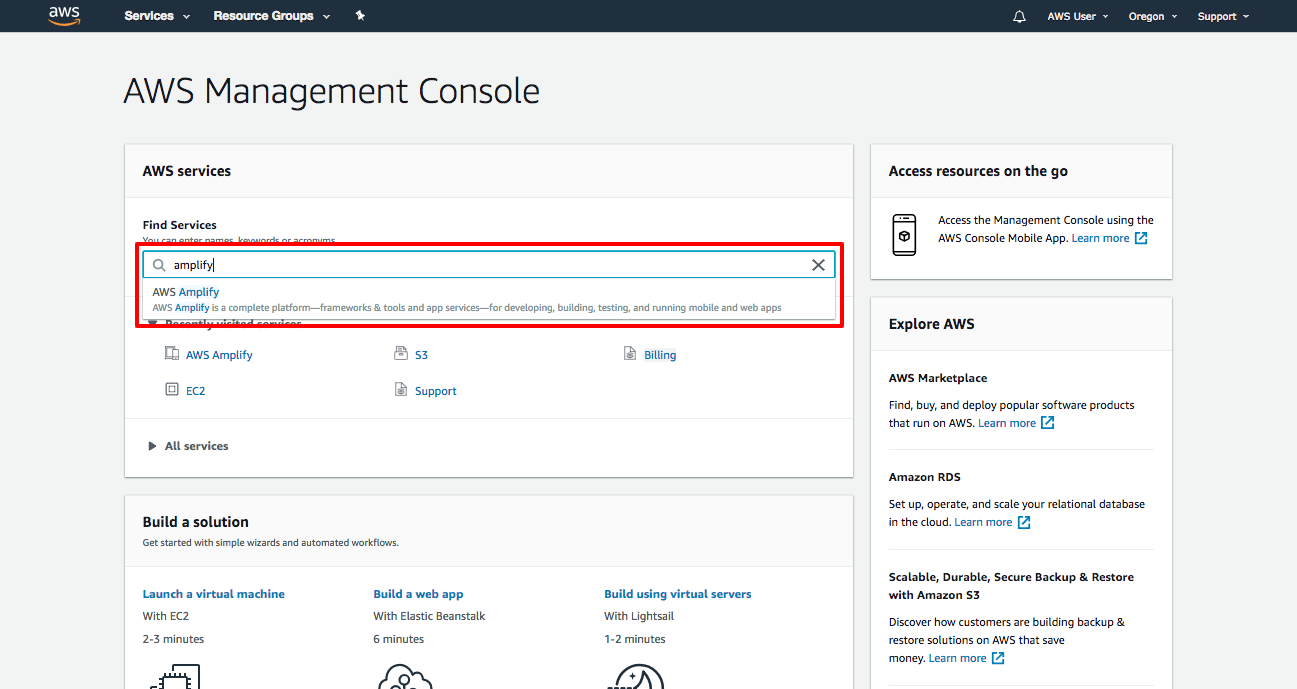 aws Services Resource Groups AWS User Oregon Support
AWS Management Console
AWS services
Find Services
You can enter names, keywords or acronyms.
amplify
AWS Amplify
AWS Amplify is a complete platform—frameworks & tools and app services—for developing, building, testing, and running mobile and web apps
Recently visited services
AWS Amplify S3 Billing
EC2 Support
All services
Build a solution
Get started with simple wizards and automated workflows.
Launch a virtual machine
With EC2
2-3 minutes
Build a web app
With Elastic Beanstalk
6 minutes
Build using virtual servers
With Lightsail
1-2 minutes
Access resources on the go
Access the Management Console using the
AWS Console Mobile App. Learn more
Explore AWS
AWS Marketplace
Find, buy, and deploy popular software products
that run on AWS. Learn more
Amazon RDS
Set up, operate, and scale your relational database
in the cloud. Learn more
Scalable, Durable, Secure Backup & Restore
with Amazon S3
Discover how customers are building backup &
restore solutions on AWS that save
money. Learn more